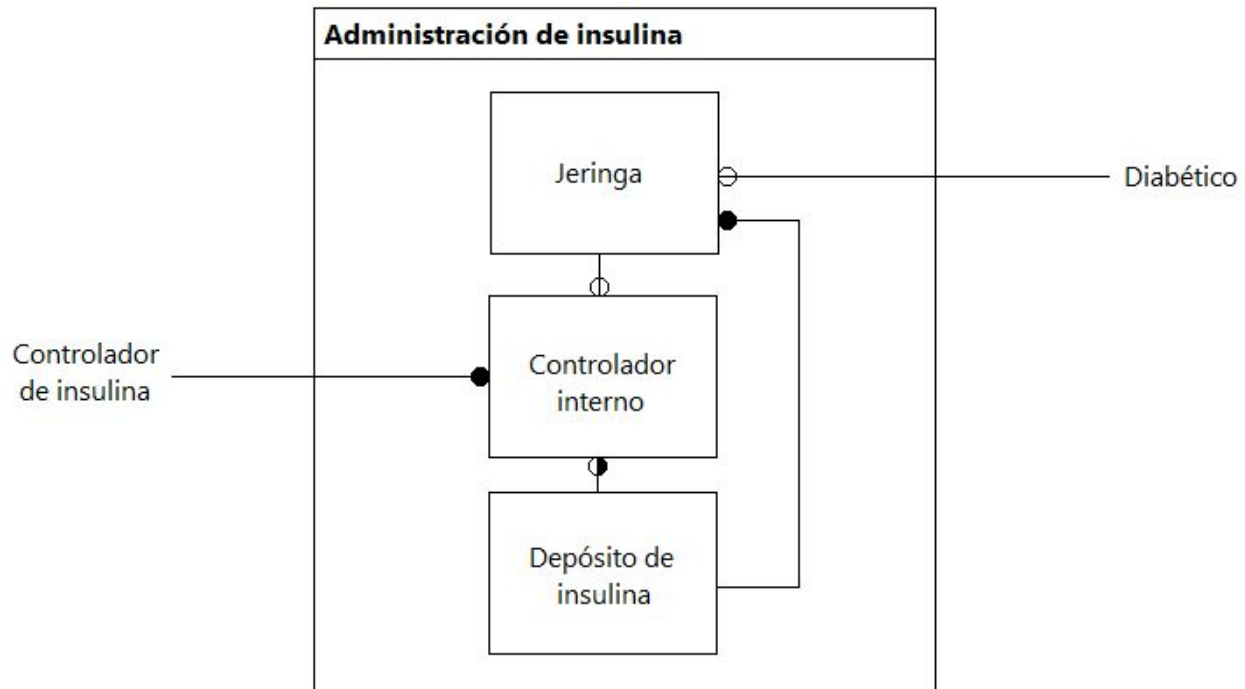 Administración de insulina
Jeringa
Diabético
Controlador
de insulina
Controlador
interno
Depósito de
insulina